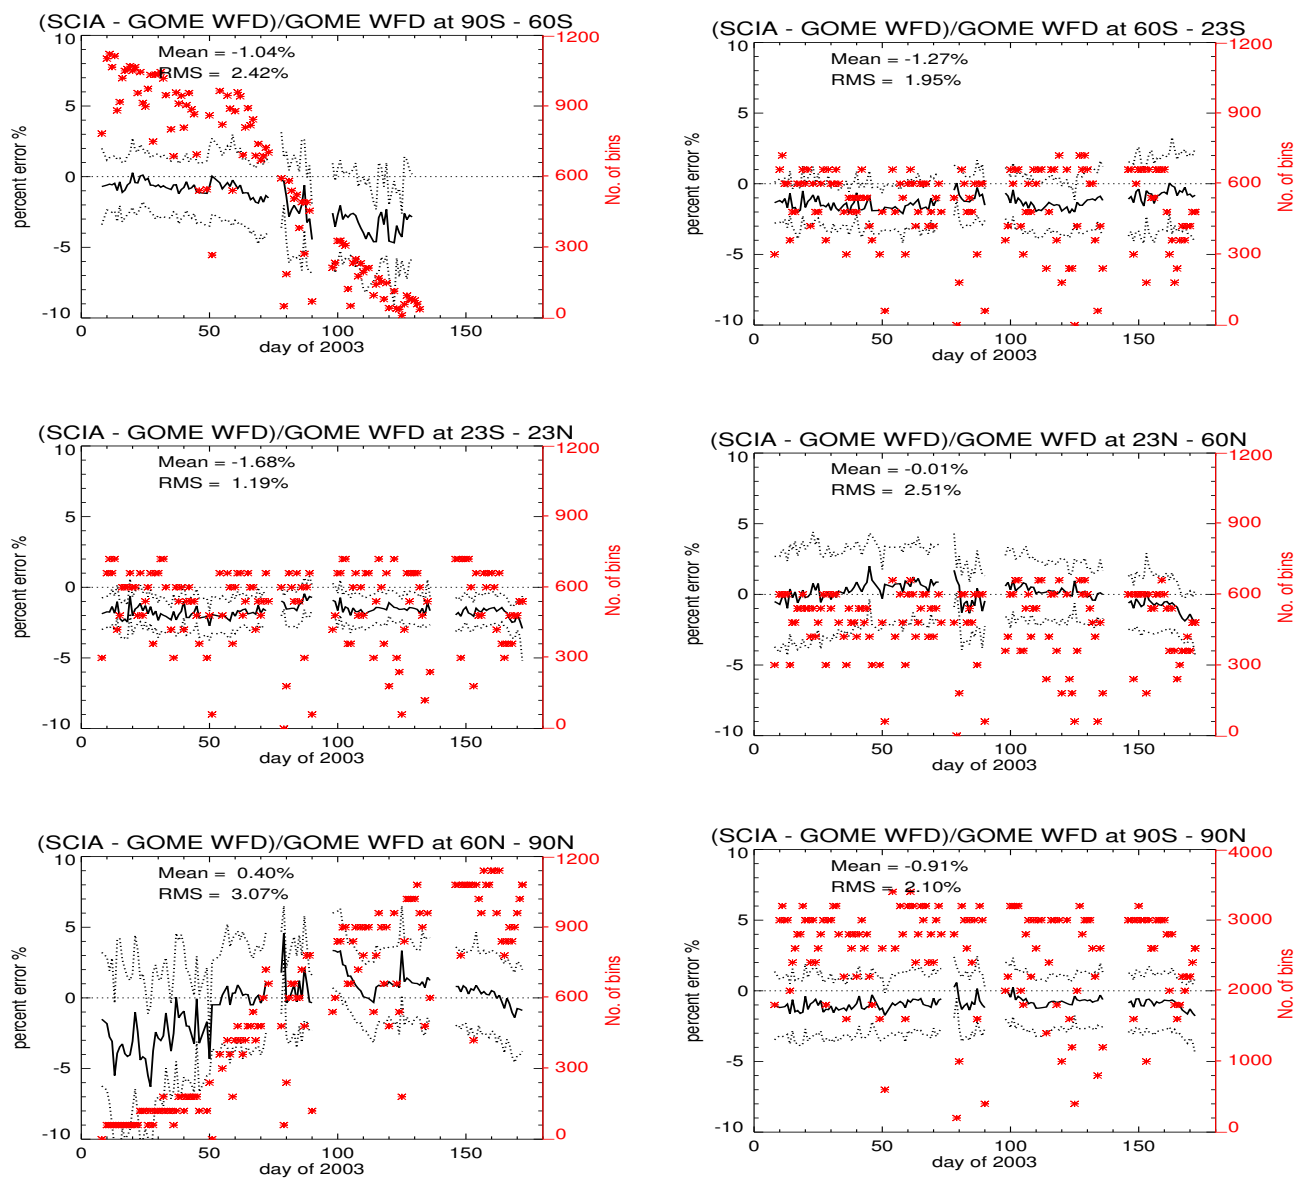 (SCIA - GOME WFD)/GOME WFD at 90S - 60S
Mean = -1.04%
RMS = 2.42%
10
5
0
-5
-10
percent error %
1200
900
600
300
0
No. of bins
0 50 100 150
day of 2003
(SCIA - GOME WFD)/GOME WFD at 60S - 23S
Mean = -1.27%
RMS = 1.95%
10
5
0
-5
-10
percent error %
1200
900
600
300
0
No. of bins
0 50 100 150
day of 2003
(SCIA - GOME WFD)/GOME WFD at 23S - 23N
Mean = -1.68%
RMS = 1.19%
10
5
0
-5
-10
percent error %
1200
900
600
300
0
No. of bins
0 50 100 150
day of 2003
(SCIA - GOME WFD)/GOME WFD at 23N - 60N
Mean = -0.01%
RMS = 2.51%
10
5
0
-5
-10
percent error %
1200
900
600
300
0
No. of bins
0 50 100 150
day of 2003
(SCIA - GOME WFD)/GOME WFD at 60N - 90N
Mean = 0.40%
RMS = 3.07%
10
5
0
-5
-10
percent error %
1200
900
600
300
0
No. of bins
0 50 100 150
day of 2003
(SCIA - GOME WFD)/GOME WFD at 90S - 90N
Mean = -0.91%
RMS = 2.10%
10
5
0
-5
-10
percent error %
4000
3000
2000
1000
0
No. of bins
0 50 100 150
day of 2003